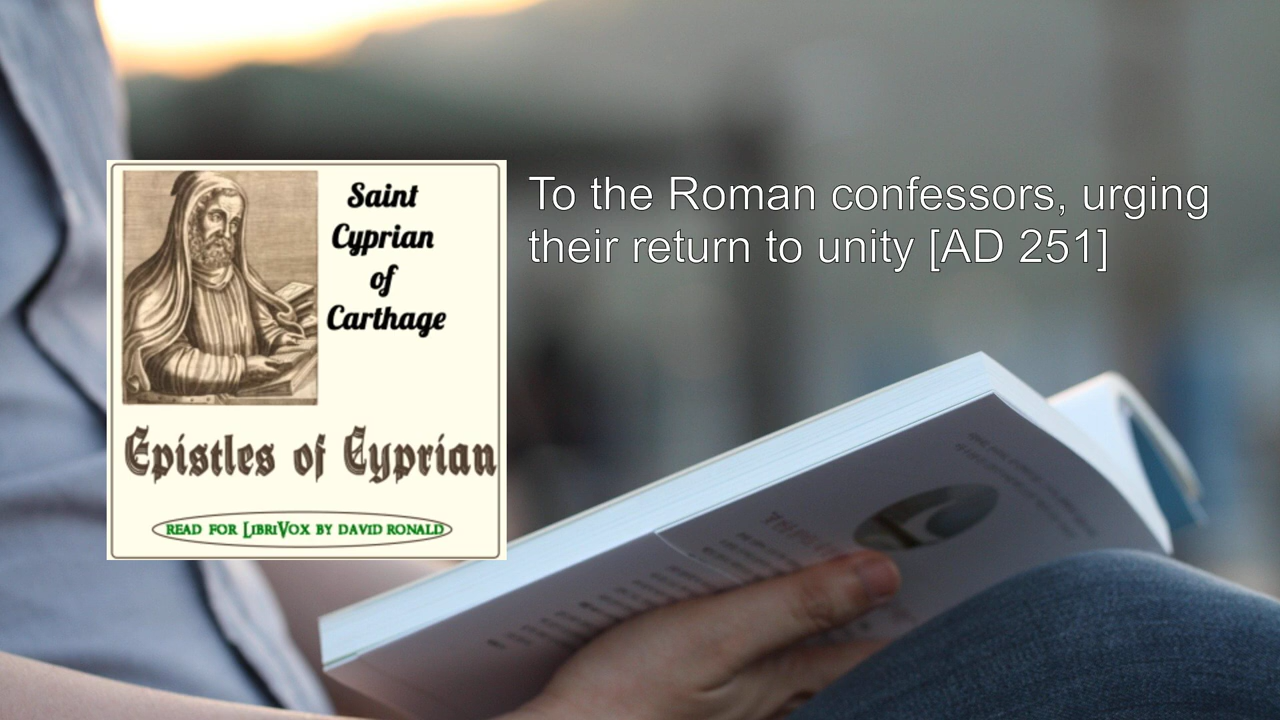 Saint
Cyprian
of
Carthage
Epistles of Cyprian
READ FOR LIBRIVOX BY DAVID RONALD
To the Roman confessors, urging
their return to unity [AD 251]